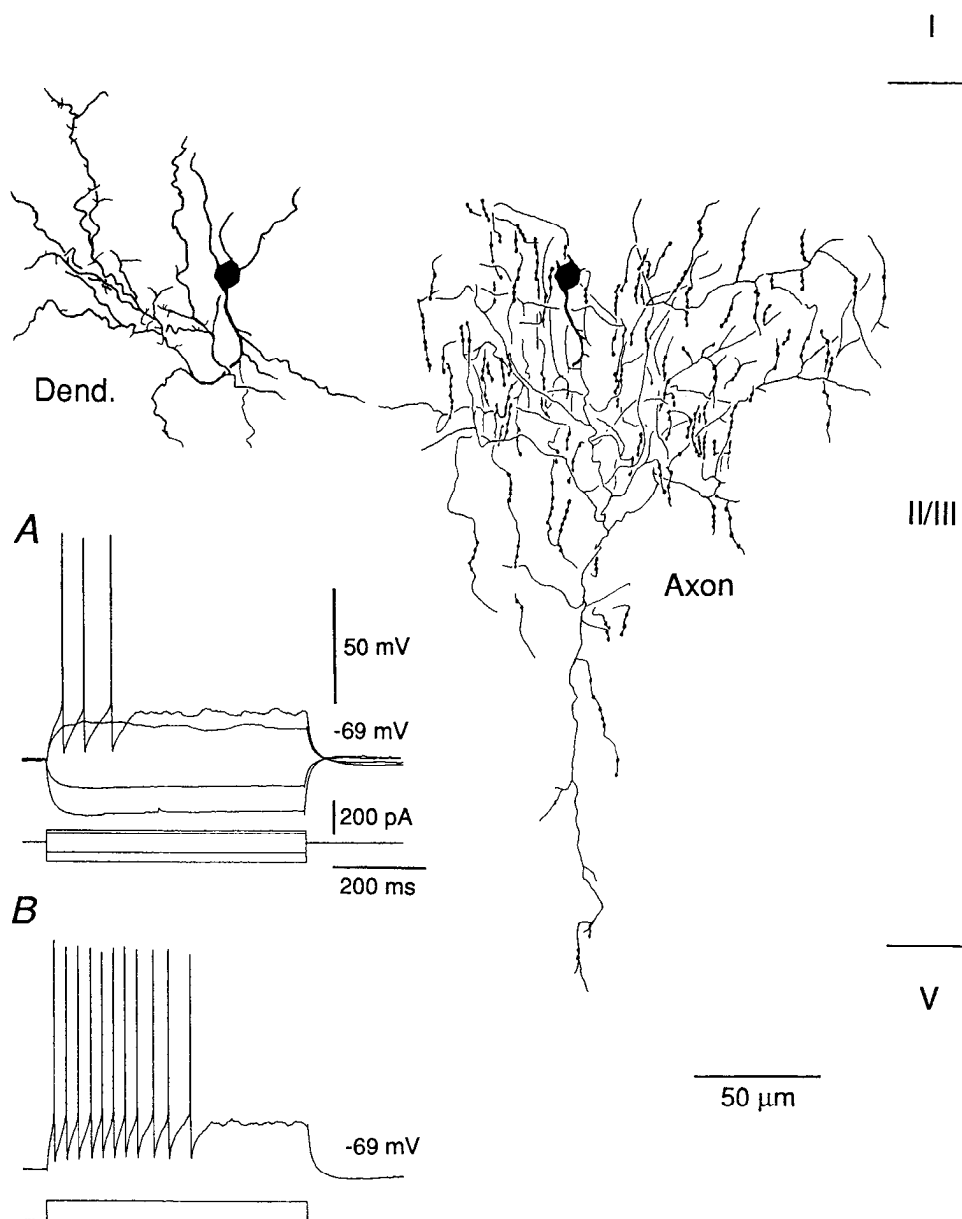 I
Dend.
II/III
Axon
A
50 mV
-69 mV
200 pA
200 ms
B
V
50 μm
-69 mV